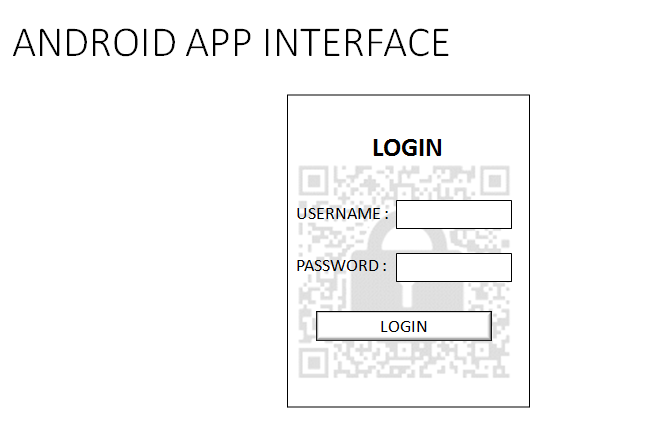 ANDROID APP INTERFACE
LOGIN
USERNAME :
PASSWORD :
LOGIN